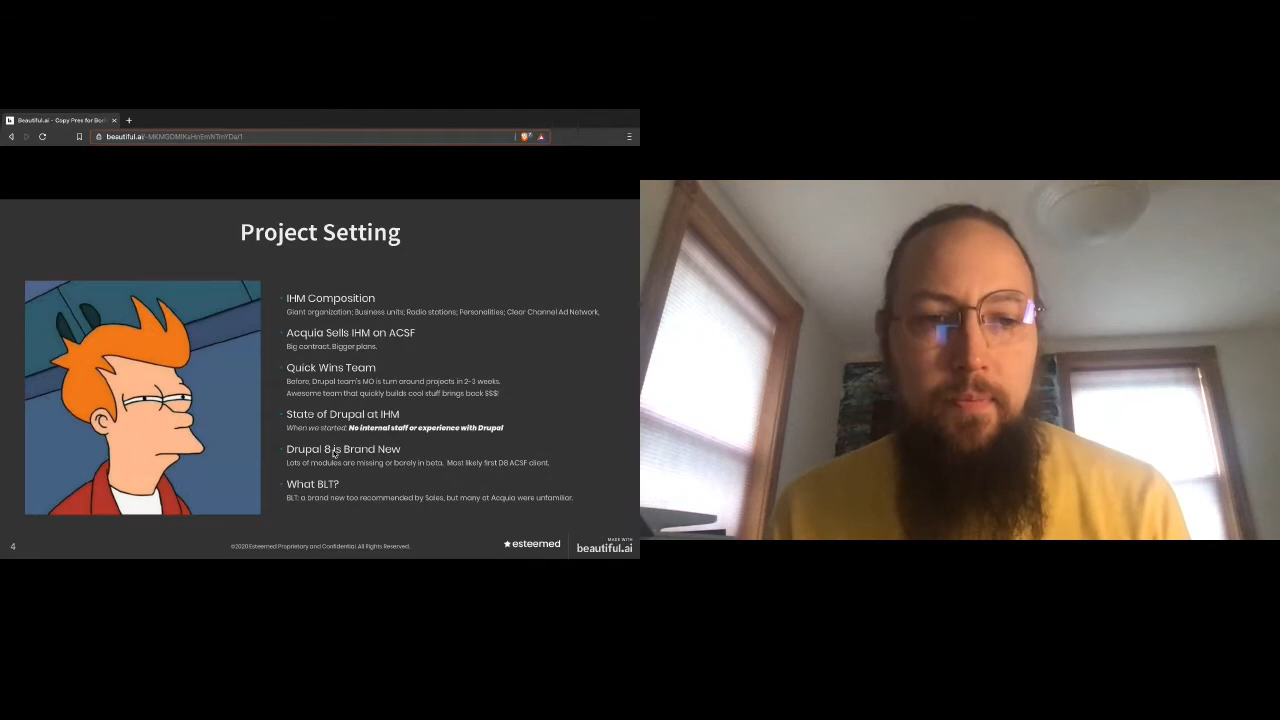 Beautiful.ai - Copy Pres for Bori
beautiful.ai/
Project Setting
IHM Composition
Giant organization; Business units; Radio stations; Personalities; Clear Channel Ad Network,
Acquia Sells IHM on ACSF
Big contract. Bigger plans.
Quick Wins Team
Before, Drupal team's MO is turn around projects in 2-3 weeks.
Awesome team that quickly builds cool stuff brings back $$$!
State of Drupal at IHM
When we started: No internal staff or experience with Drupal
Drupal 8 is Brand New
Lots of modules are missing or barely in beta. Most likely first D8 ACSF client.
What BLT?
BLT: a brand new too recommended by Sales, but many at Acquia were unfamiliar.
4
©2020 Esteemed Proprietary and Confidential. All Rights Reserved.
esteemed
MADE WITH
beautiful.ai